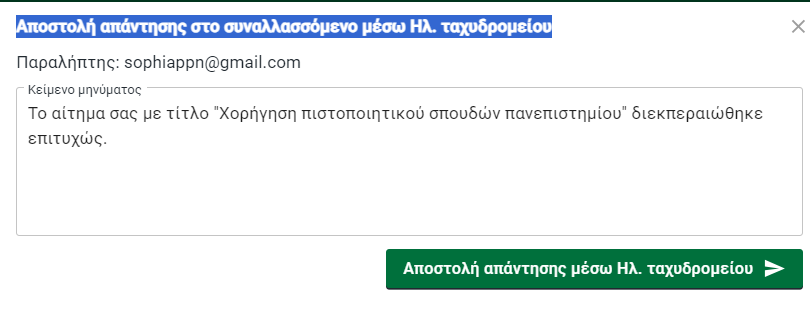 Αποστολή απάντησης στο συναλλασσόμενο μέσω Ηλ. ταχυδρομείου
Παραλήπτης: sophiappn@gmail.com
Κείμενο μηνύματος
Το αίτημα σας με τίτλο "Χορήγηση πιστοποιητικού σπουδών πανεπιστημίου" διεκπεραιώθηκε
επιτυχώς.
Αποστολή απάντησης μέσω Ηλ. ταχυδρομείου